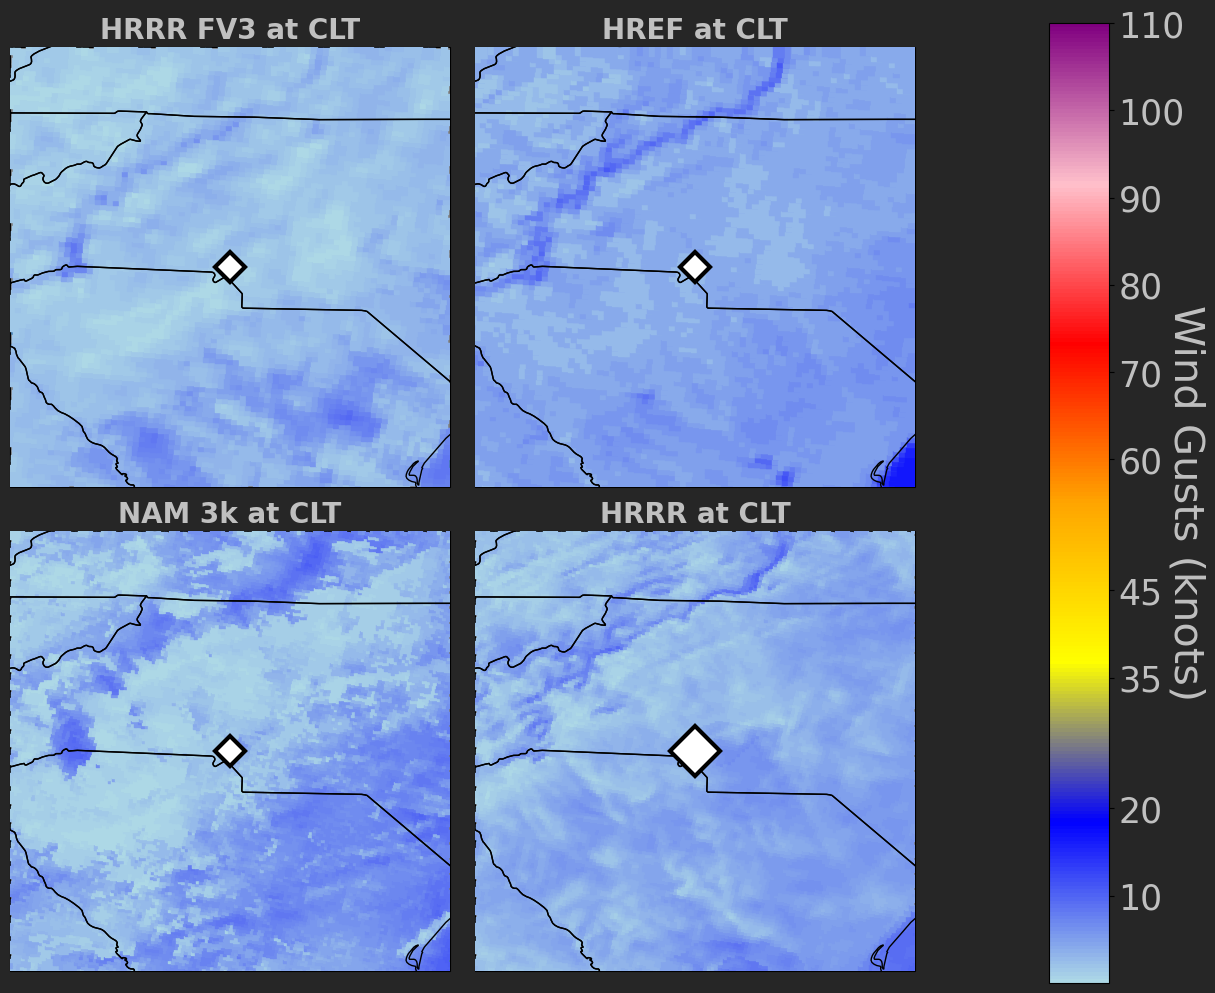 HRRR FV3 at CLT
HREF at CLT
NAM 3k at CLT
HRRR at CLT
110
100
90
80
70
60
45
35
20
10
Wind Gusts (knots)